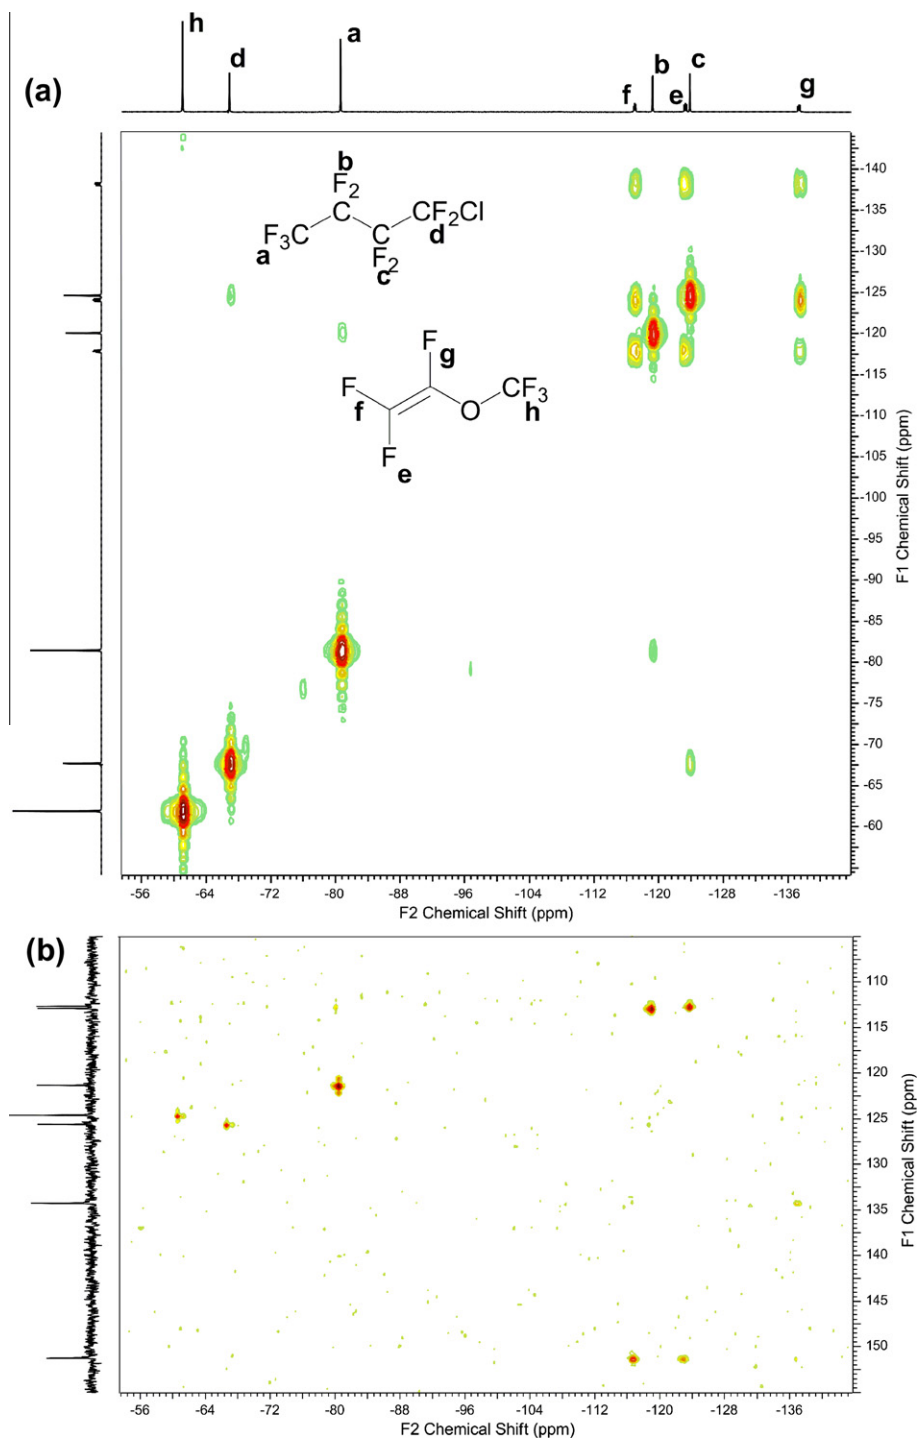 h
a
d
b
c
f
e
g
(a)
-140
b
F2
C
CF2Cl
F3C
d
a
C
F2
c
-135
-130
-125
-120
F
g
-115
F
CF3
f
O
h
-110
F
e
-105
-100
-95
-90
-85
-80
-75
-70
-65
-60
F1 Chemical Shift (ppm)
-56 -64 -72 -80 -88 -96 -104 -112 -120 -128 -136
F2 Chemical Shift (ppm)
(b)
110
115
120
125
130
135
140
145
150
F1 Chemical Shift (ppm)
-56 -64 -72 -80 -88 -96 -104 -112 -120 -128 -136
F2 Chemical Shift (ppm)